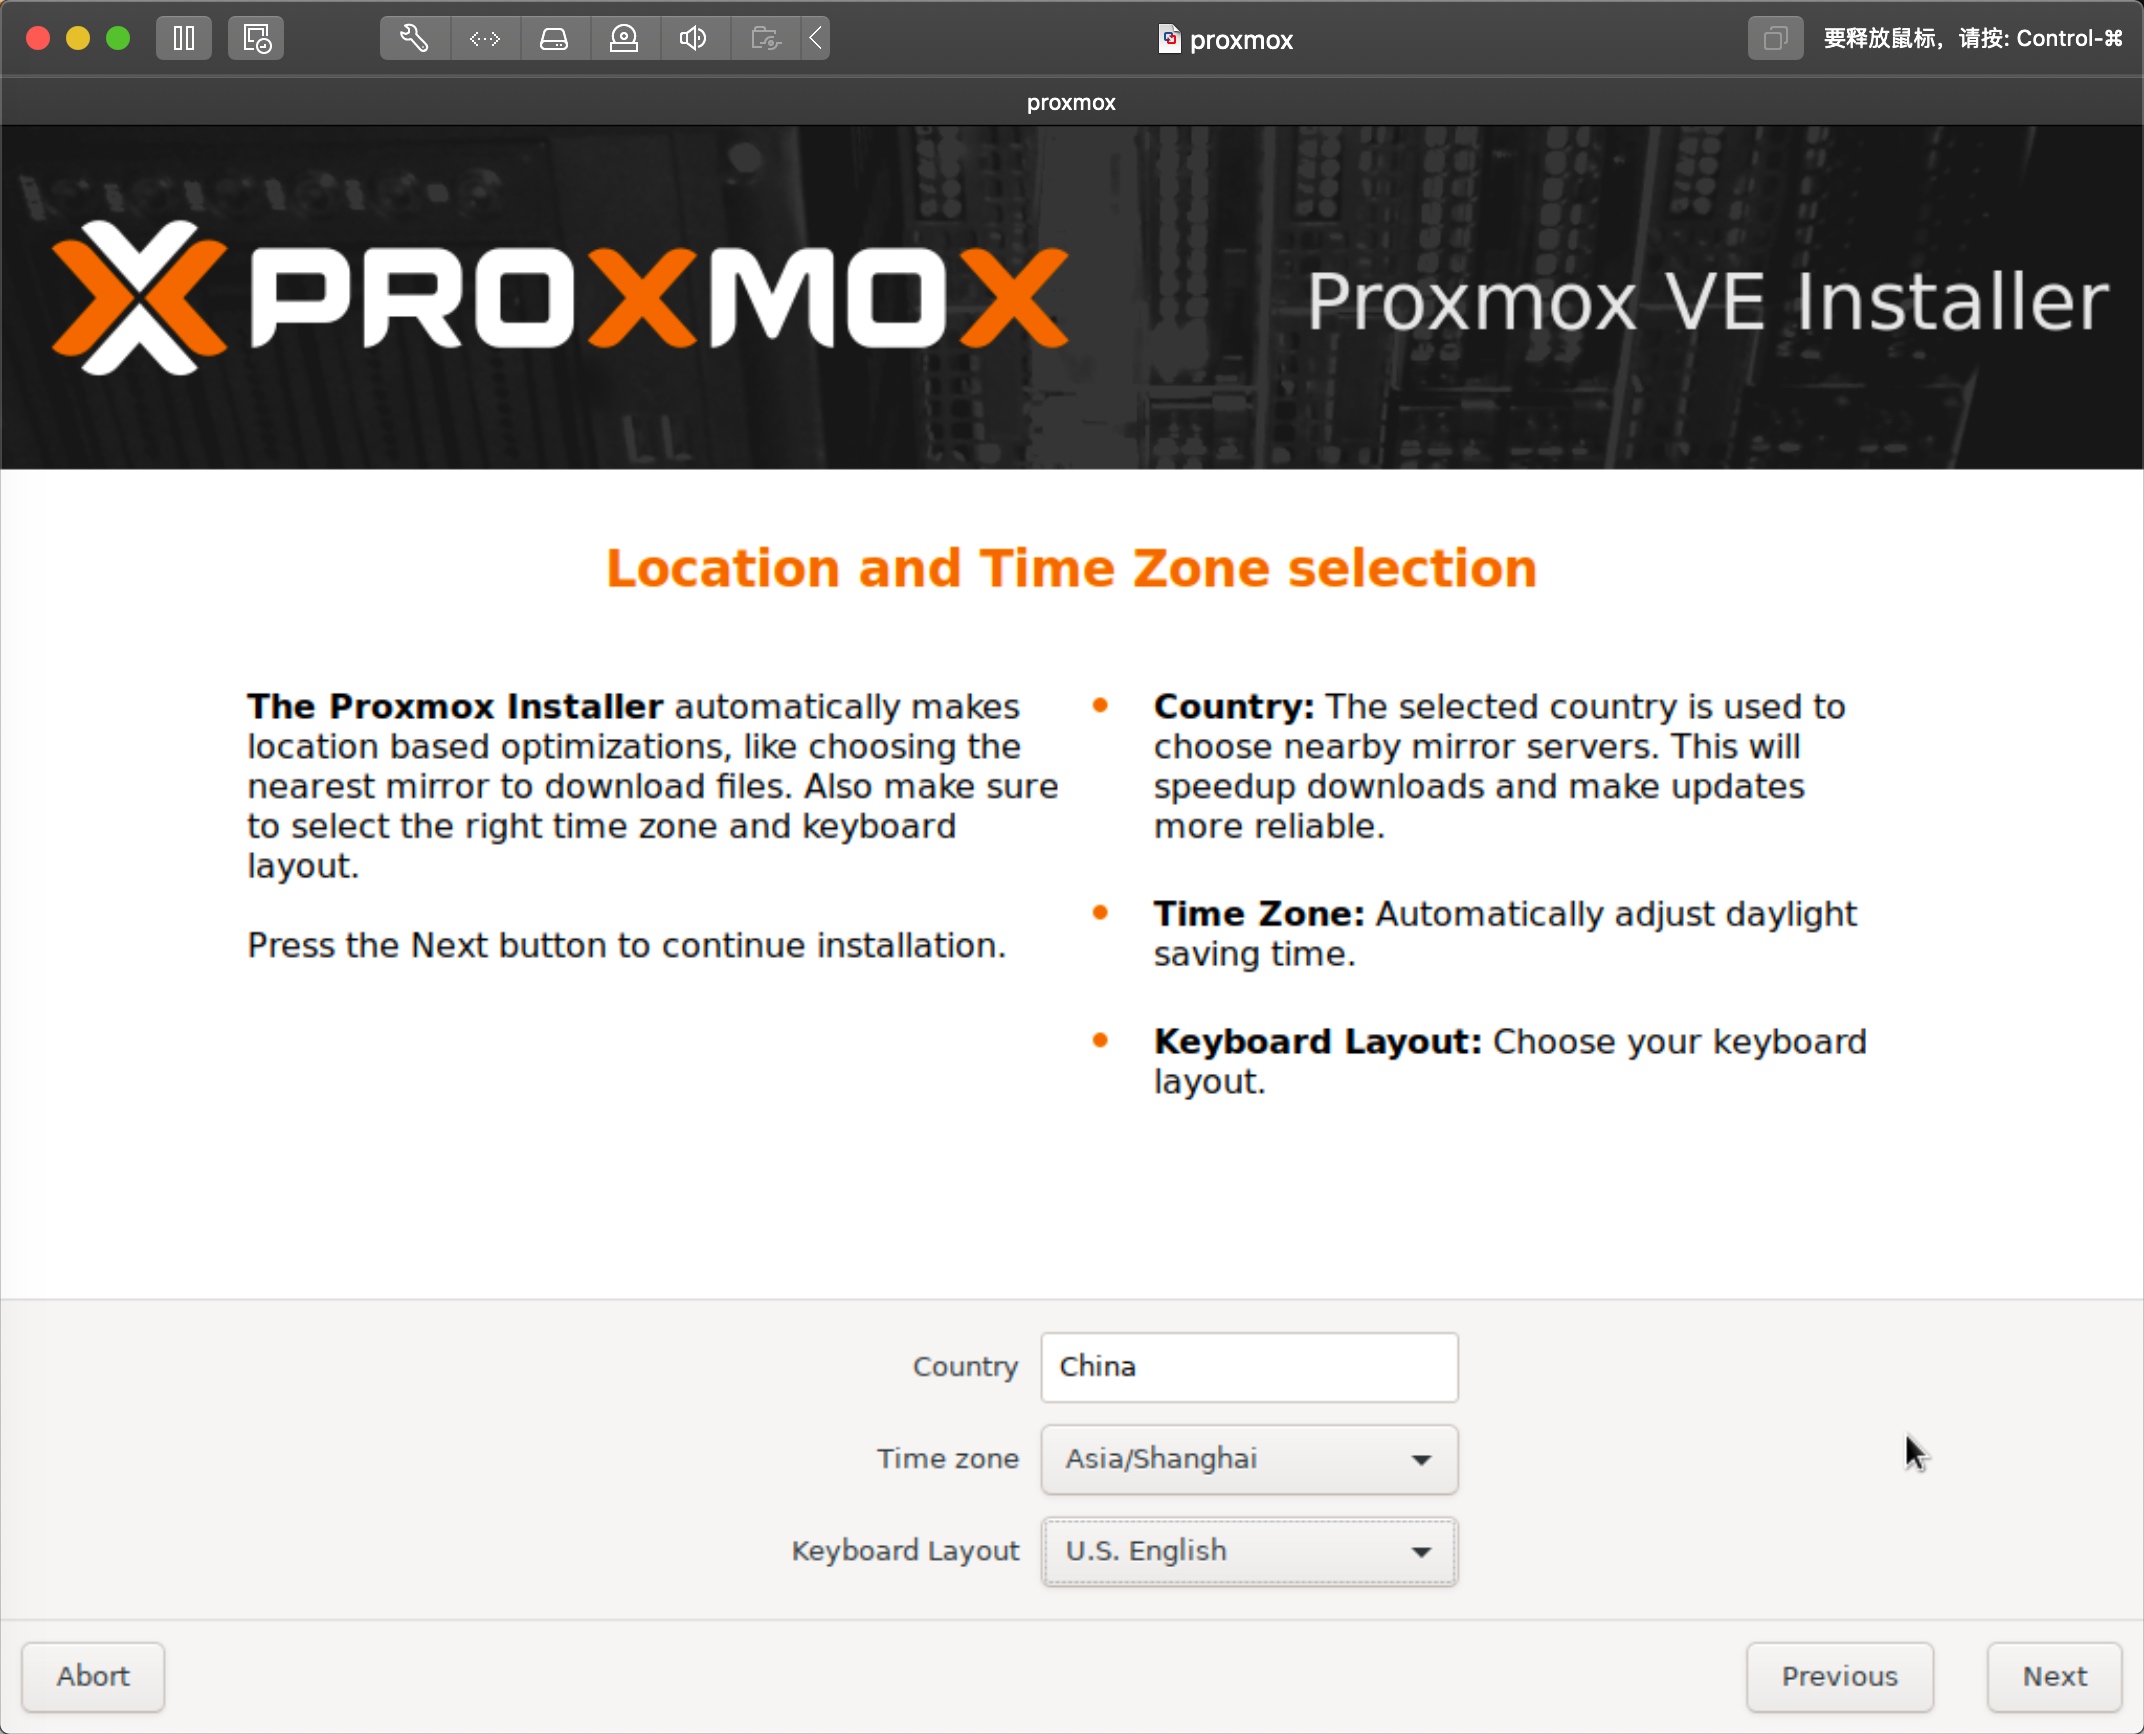 proxmox
要释放鼠标，请按: Control-⌘
proxmox
PROXMOX
Proxmox VE Installer
Location and Time Zone selection
The Proxmox Installer automatically makes
location based optimizations, like choosing the
nearest mirror to download files. Also make sure
to select the right time zone and keyboard
layout.
Press the Next button to continue installation.
Country: The selected country is used to
choose nearby mirror servers. This will
speedup downloads and make updates
more reliable.
Time Zone: Automatically adjust daylight
saving time.
Keyboard Layout: Choose your keyboard
layout.
Country China
Time zone Asia/Shanghai
Keyboard Layout U.S. English
Abort Previous Next